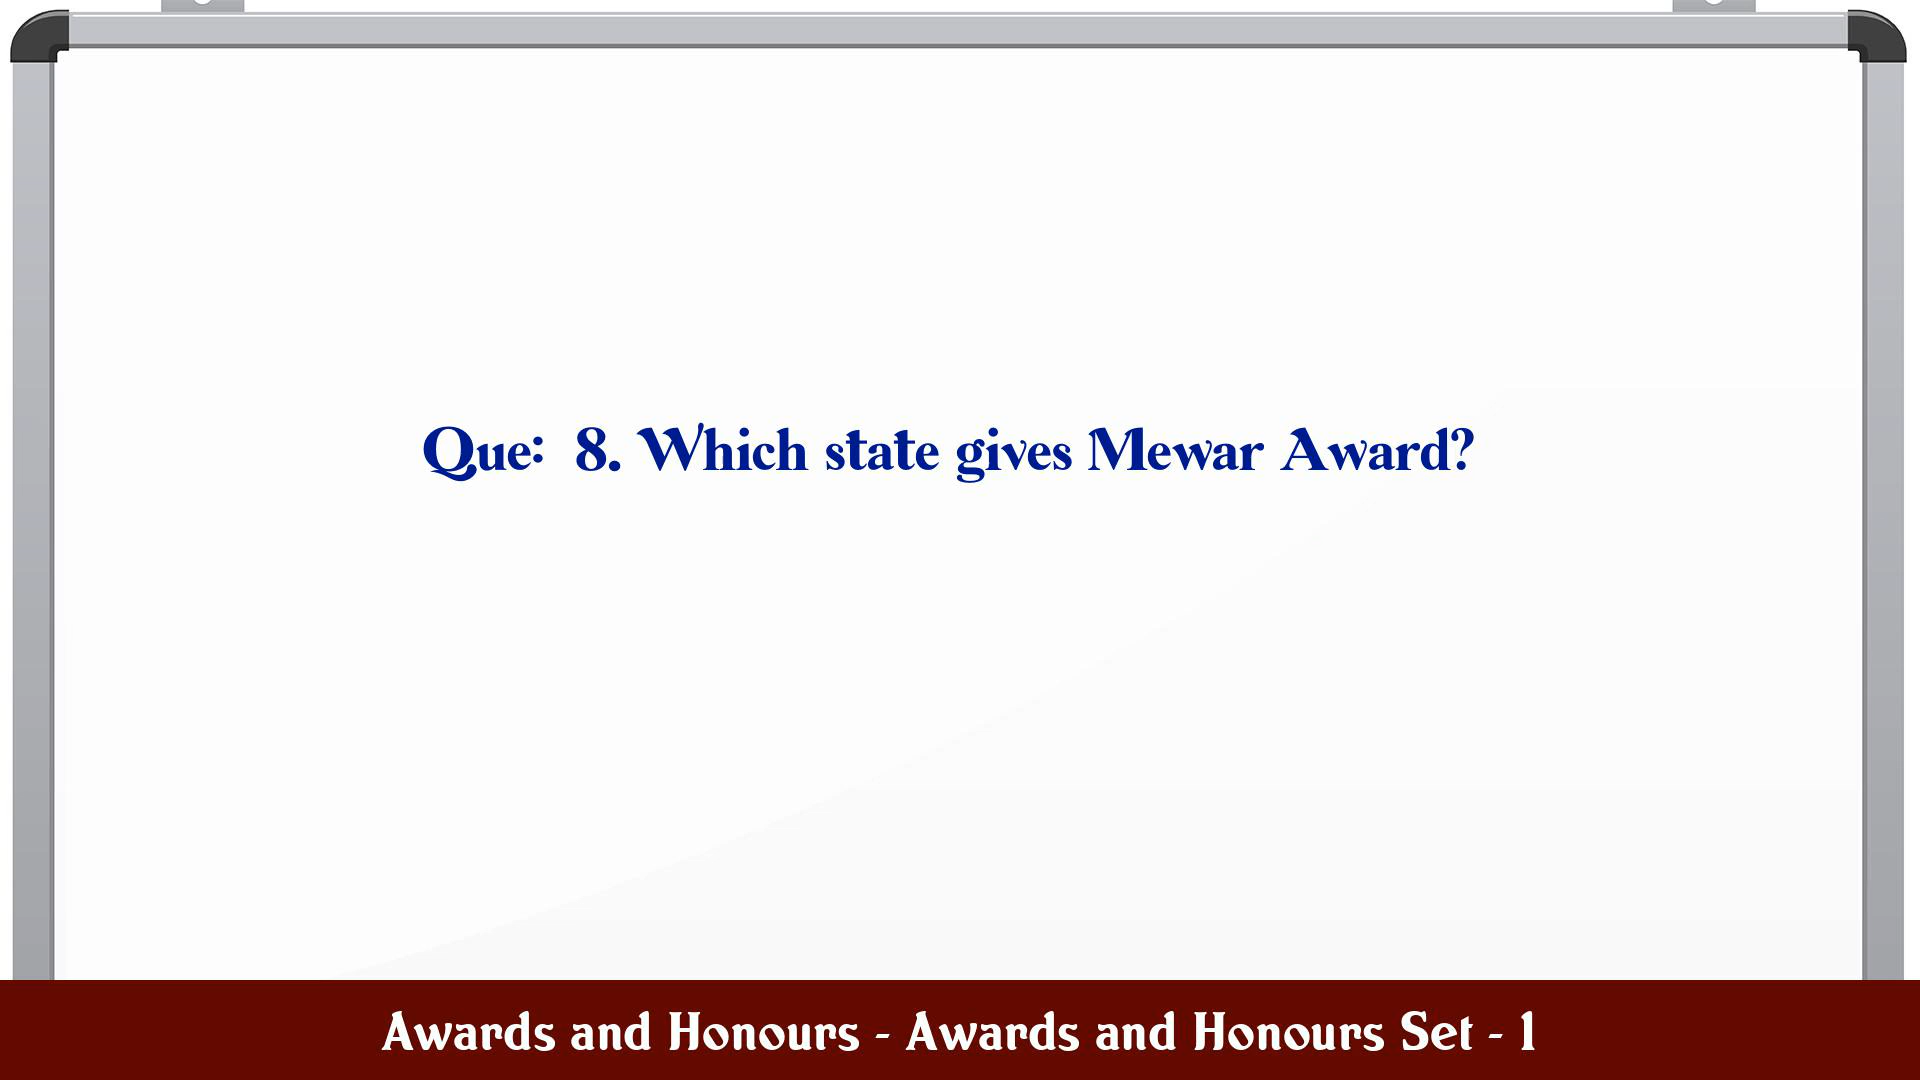 Que: 8. Which state gives Mewar Award?
Awards and Honours - Awards and Honours Set - 1